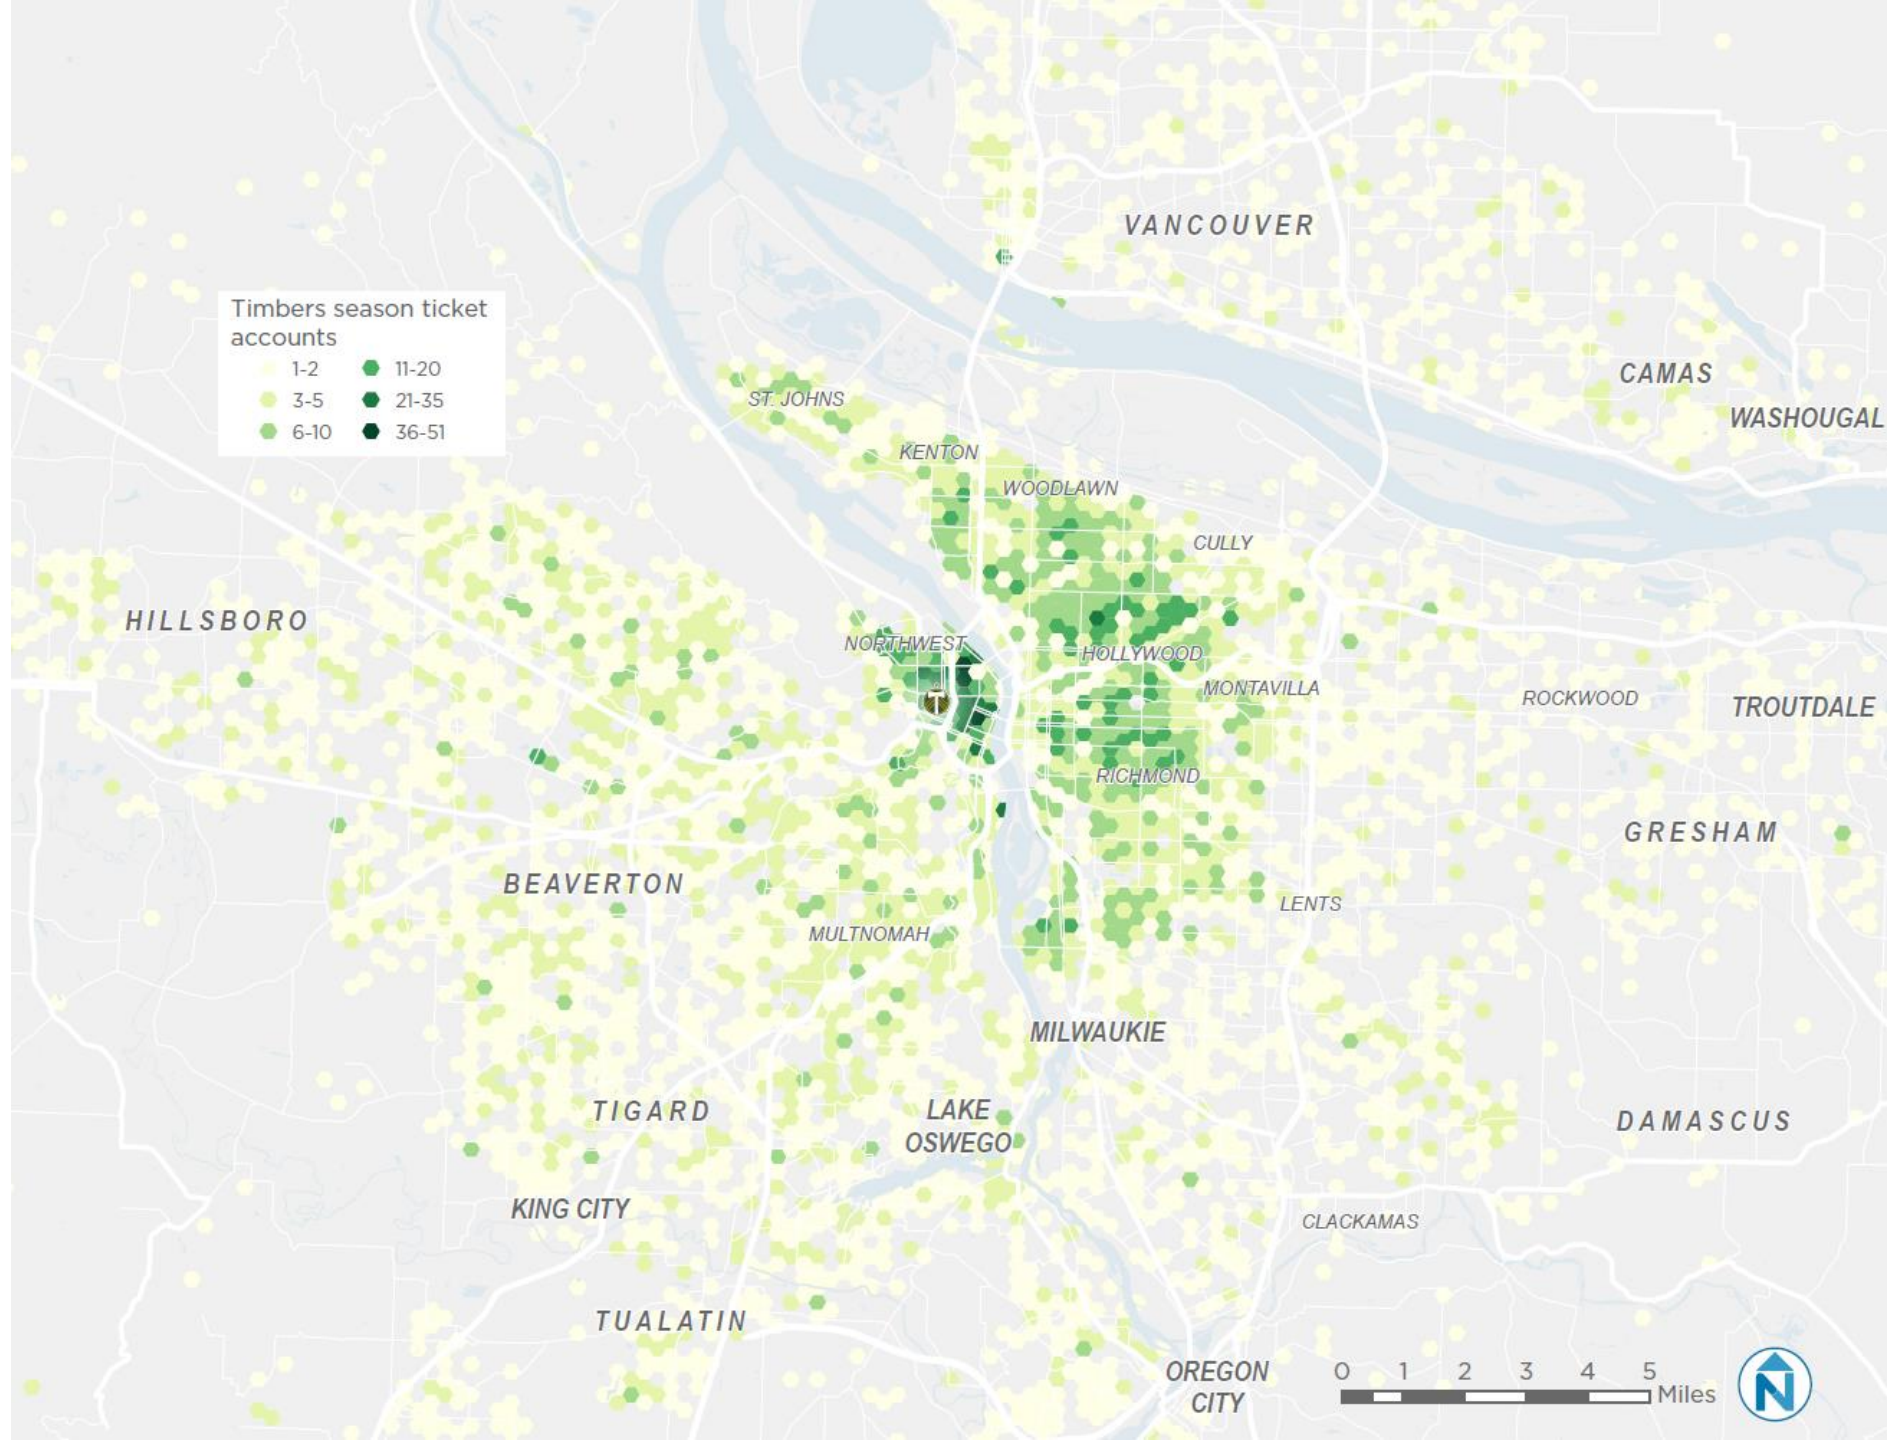 VANCOUVER
Timbers season ticket
accounts
1-2 11-20
3-5 21-35
6-10 36-51
CAMAS
ST. JOHNS
WASHOUGAL
KENTON
WOODLAWN
CULLY
HILLSBORO
NORTHWEST
HOLLYWOOD
MONTAVILLA
ROCKWOOD
TROUTDALE
T
RICHMOND
GRESHAM
BEAVERTON
LENTS
MULTNOMAH
MILWAUKIE
TIGARD
LAKE
OSWEGO
DAMASCUS
KING CITY
CLACKAMAS
TUALATIN
OREGON
CITY
0 1 2 3 4 5
Miles
N